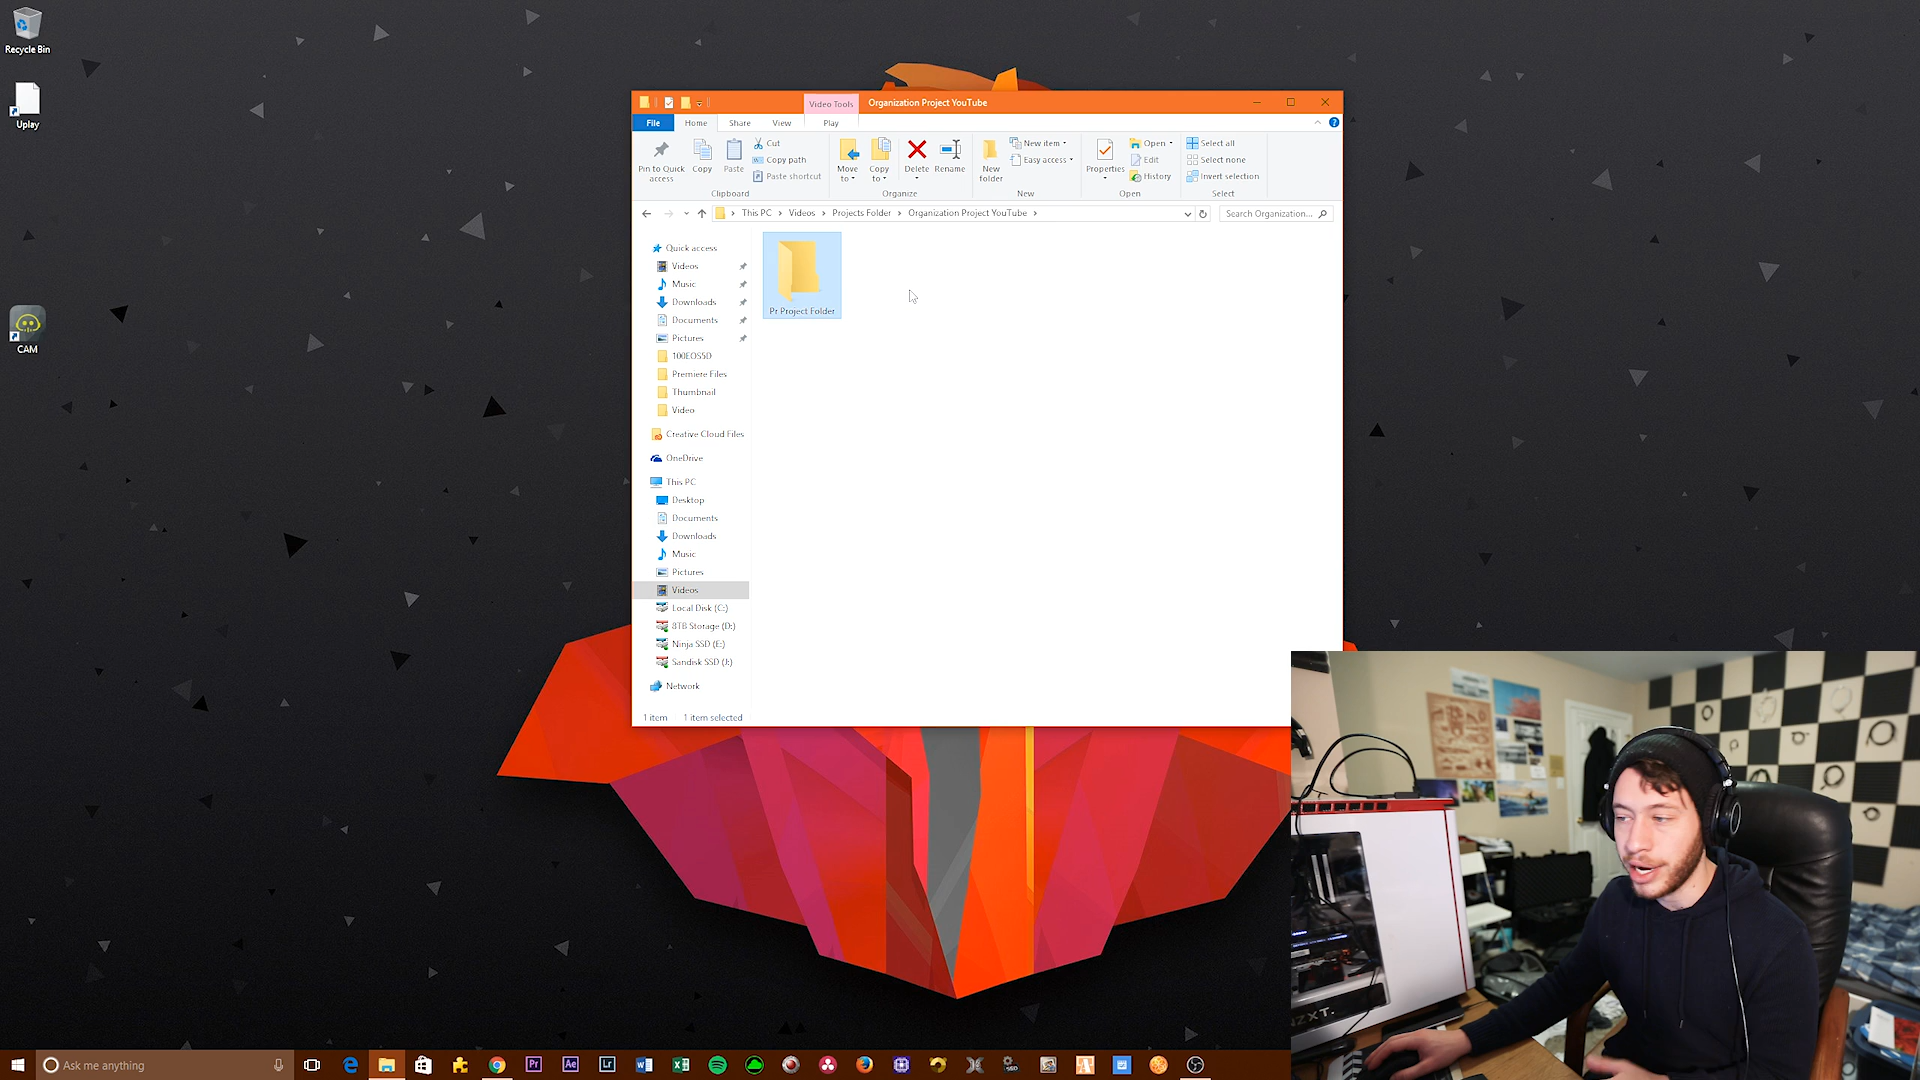 Recycle Bin
Uplay
CAM
Video Tools
Organization Project YouTube
File
Home
Share
View
Play
Pin to Quick access
Copy
Paste
Cut
Copy path
Paste shortcut
Clipboard
Move to
Copy to
Delete
Rename
Organize
New folder
New item
Easy access
New
Properties
Open
Edit
History
Open
Select all
Select none
Invert selection
Select
This PC > Videos > Projects Folder > Organization Project YouTube >
Search Organization...
Quick access
Videos
Music
Downloads
Documents
Pictures
100EOS5D
Premiere Files
Thumbnail
Video
Creative Cloud Files
OneDrive
This PC
Desktop
Documents
Downloads
Music
Pictures
Videos
Local Disk (C:)
8TB Storage (D:)
Ninja SSD (E:)
Sandisk SSD (J:)
Network
Pr Project Folder
1 item
1 item selected
NZXT
Ask me anything
Pr
Ae
Lr
SSD